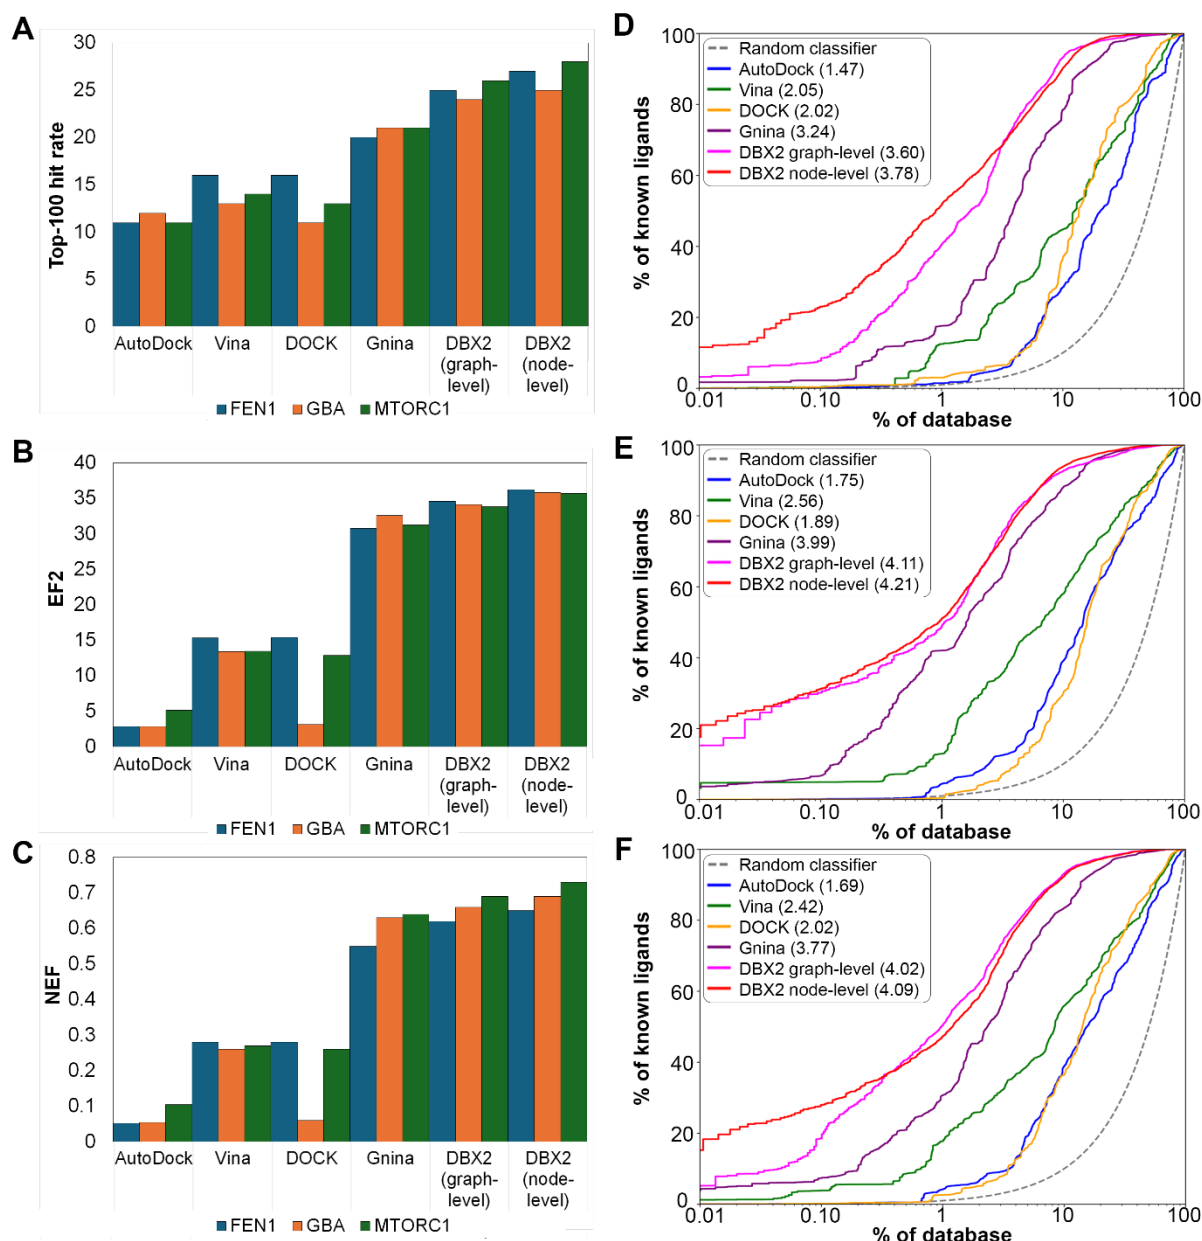 A
Top-100 hit rate
30
25
20
15
10
5
0
AutoDock
Vina
DOCK
Gnina
DBX2
(graph-
level)
DBX2
(node-
level)
FEN1
GBA
MTORC1
B
EF2
40
35
30
25
20
15
10
5
0
AutoDock
Vina
DOCK
Gnina
DBX2
(graph-
level)
DBX2
(node-
level)
FEN1
GBA
MTORC1
C
NEF
0.8
0.7
0.6
0.5
0.4
0.3
0.2
0.1
0
AutoDock
Vina
DOCK
Gnina
DBX2
(graph-
level)
DBX2
(node-
level)
FEN1
GBA
MTORC1
D
% of known ligands
100
80
60
40
20
0
Random classifier
AutoDock (1.47)
Vina (2.05)
DOCK (2.02)
Gnina (3.24)
DBX2 graph-level (3.60)
DBX2 node-level (3.78)
0.01
0.10
1
10
100
% of database
E
% of known ligands
100
80
60
40
20
0
Random classifier
AutoDock (1.75)
Vina (2.56)
DOCK (1.89)
Gnina (3.99)
DBX2 graph-level (4.11)
DBX2 node-level (4.21)
0.01
0.10
1
10
100
% of database
F
% of known ligands
100
80
60
40
20
0
Random classifier
AutoDock (1.69)
Vina (2.42)
DOCK (2.02)
Gnina (3.77)
DBX2 graph-level (4.02)
DBX2 node-level (4.09)
0.01
0.10
1
10
100
% of database